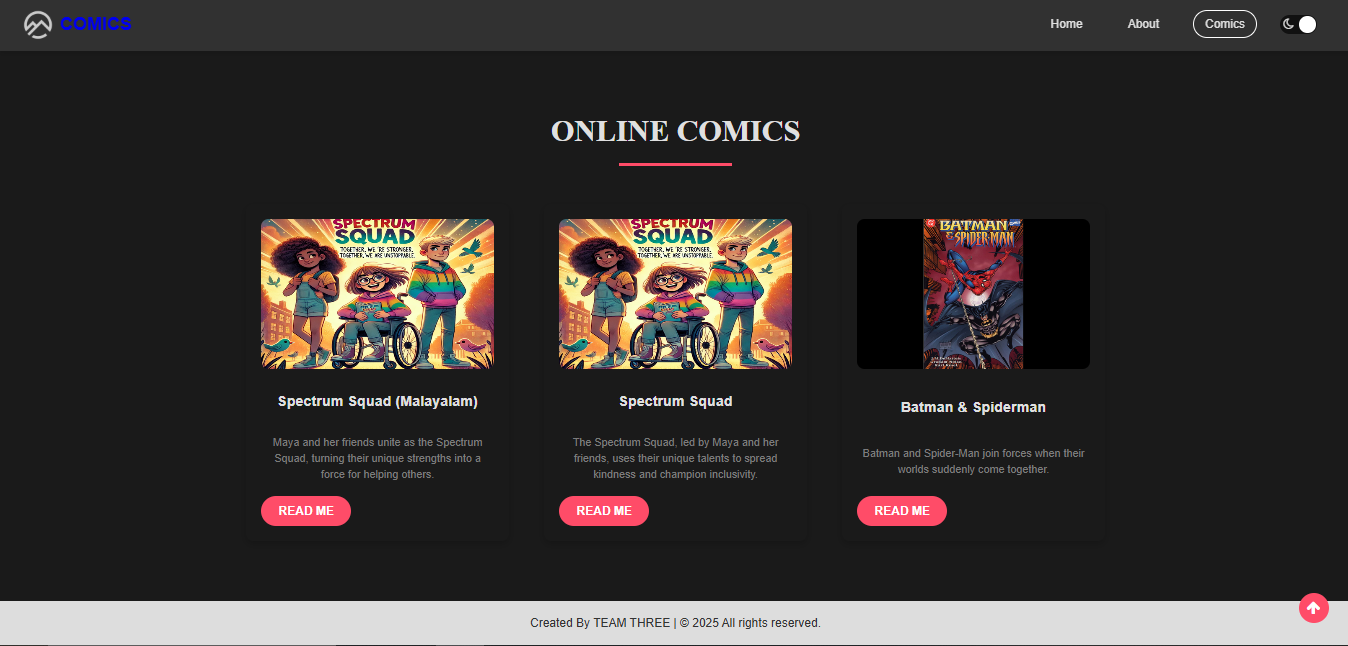 COMICS
Home
About
Comics
ONLINE COMICS
SPECTRUM
SQUAD
TOGETHER, WE'RE STRONGER.
TOGETHER, WE ARE UNSTOPPABLE.
Spectrum Squad (Malayalam)
Maya and her friends unite as the Spectrum
Squad, turning their unique strengths into a
force for helping others.
READ ME
SPECTRUM
SQUAD
TOGETHER, WE'RE STRONGER.
TOGETHER, WE ARE UNSTOPPABLE.
Spectrum Squad
The Spectrum Squad, led by Maya and her
friends, uses their unique talents to spread
kindness and champion inclusivity.
READ ME
BATMAN
& SPIDER-MAN
Batman & Spiderman
Batman and Spider-Man join forces when their
worlds suddenly come together.
READ ME
Created By TEAM THREE | © 2025 All rights reserved.